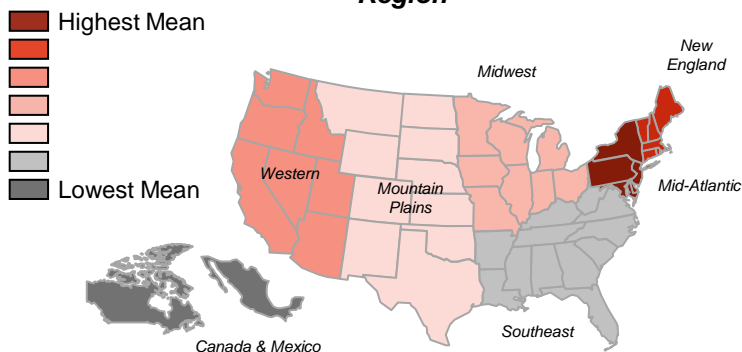 Region
Highest Mean
Lowest Mean
New
England
Midwest
Western
Mountain
Plains
Mid-Atlantic
Southeast
Canada & Mexico